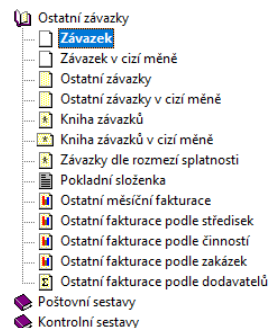 Ostatní závazky
Závazek
Závazek v cizí měně
Ostatní závazky
Ostatní závazky v cizí měně
Kniha závazků
Kniha závazků v cizí měně
Závazky dle rozmezí splatnosti
Pokladní složenka
Ostatní měsíční fakturace
Ostatní fakturace podle středisek
Ostatní fakturace podle činností
Ostatní fakturace podle zakázek
Ostatní fakturace podle dodavatelů
Poštovní sestavy
Kontrolní sestavy